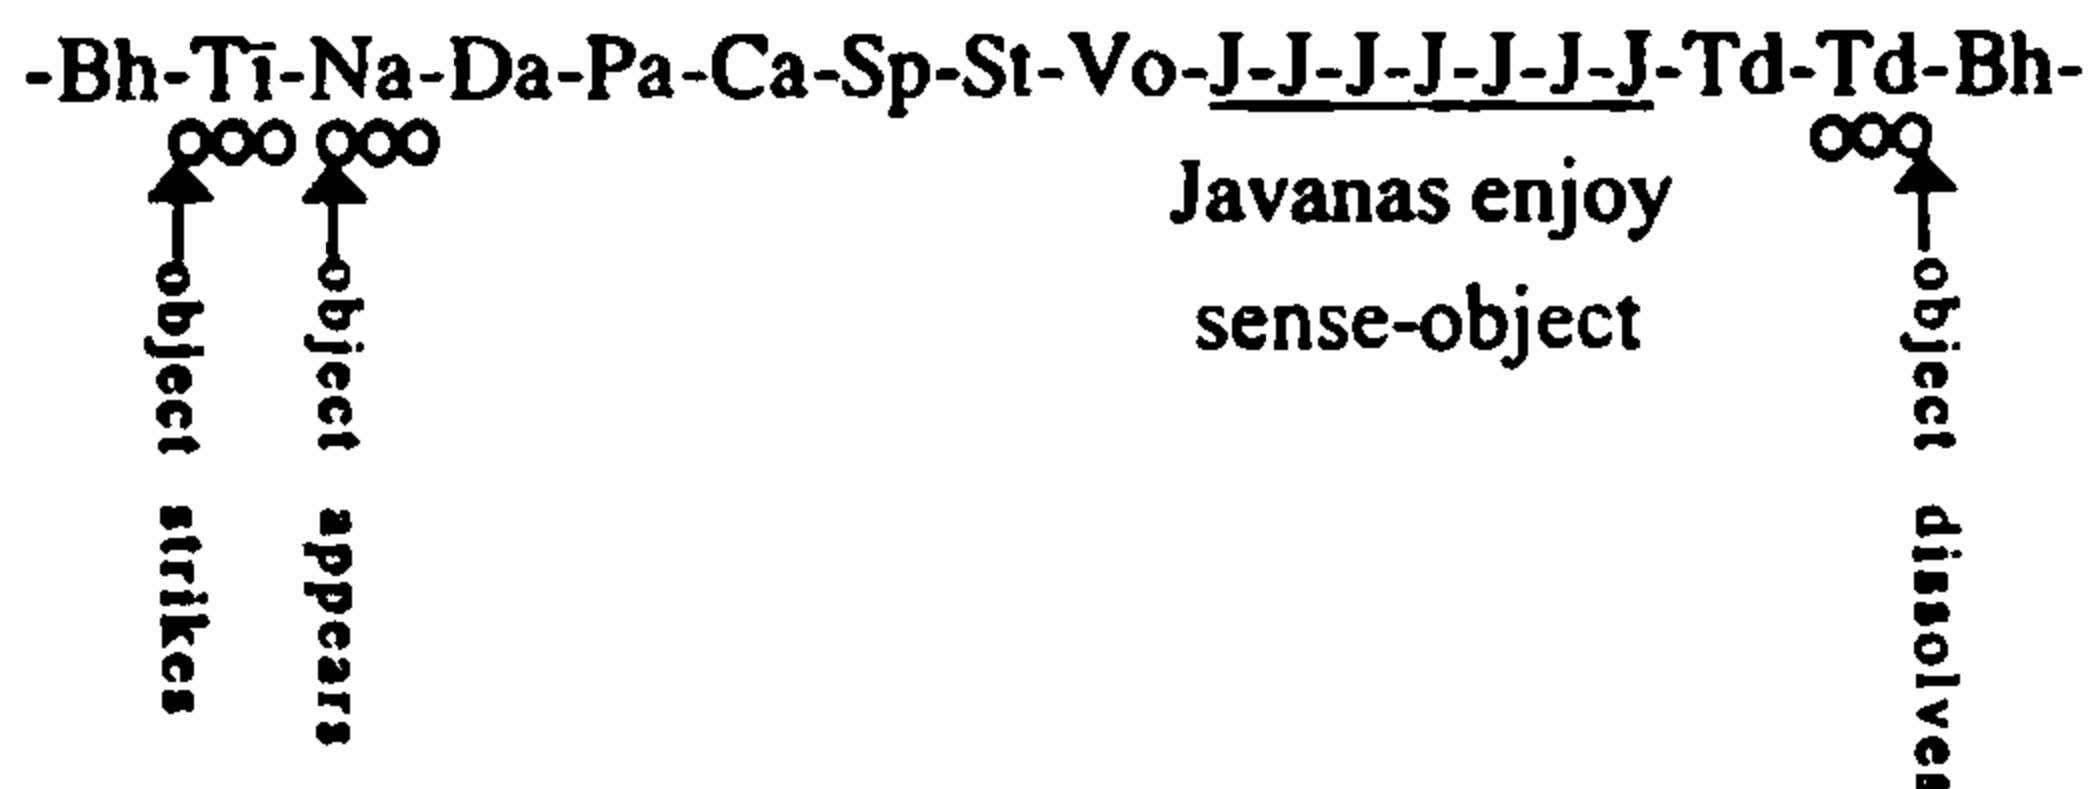 -Bh-Tī-Na-Da-Pa-Ca-Sp-St-Vo-J-J-J-J-J-J-J-Td-Td-Bh-
Javanas enjoy
sense-object
object strikes
object appears
object